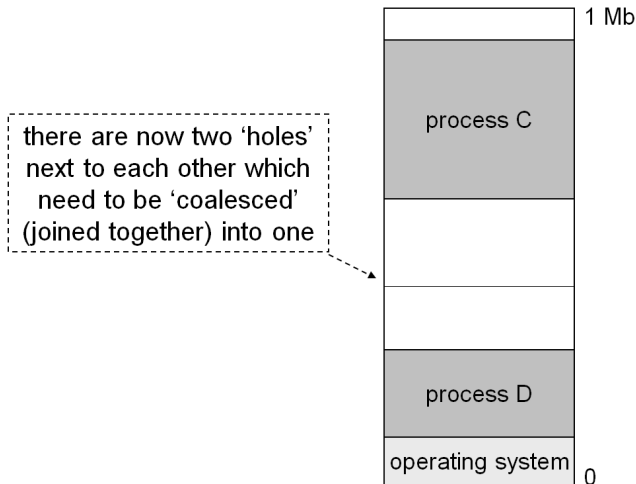 1 Mb
process C
there are now two ‘holes’
next to each other which
need to be ‘coalesced’
(joined together) into one
process D
operating system
0